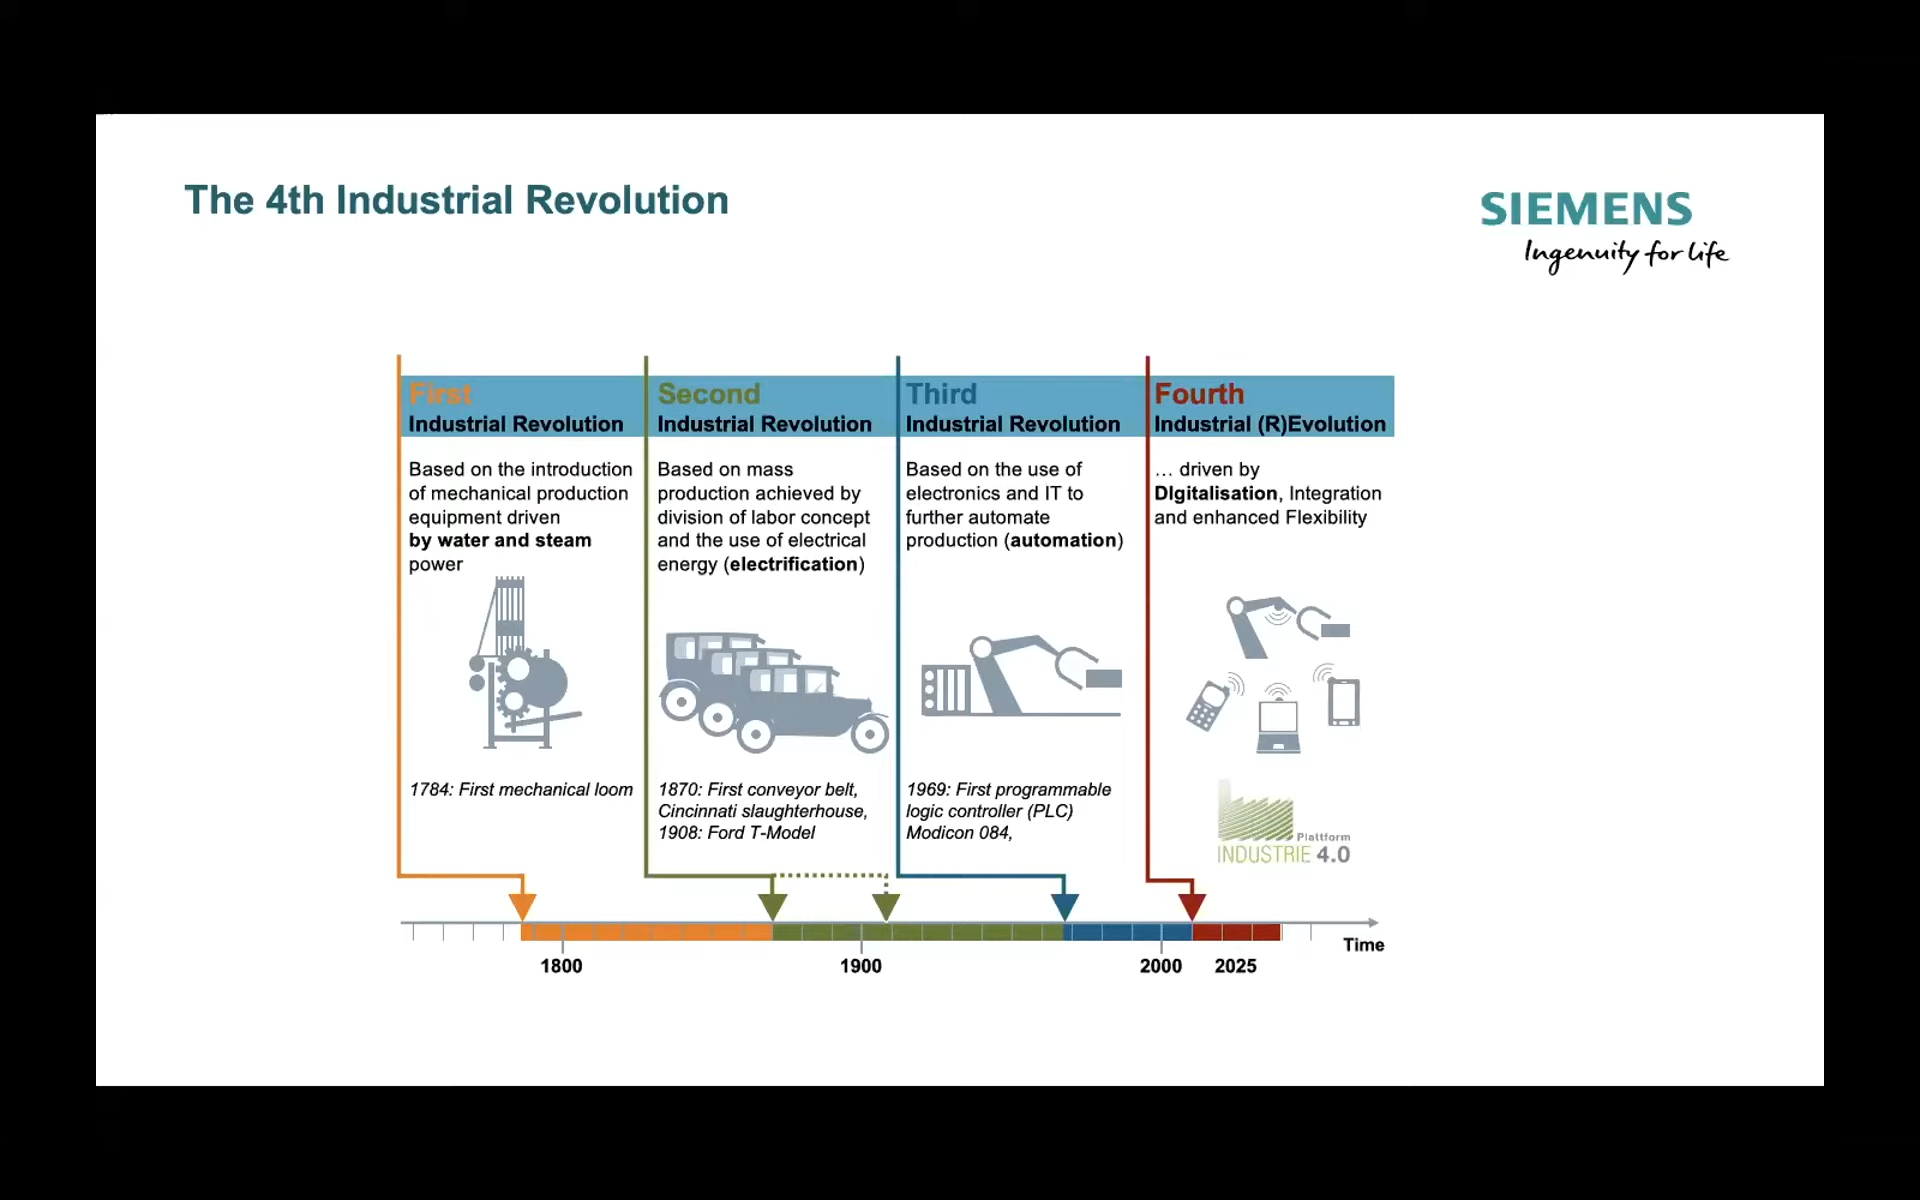 The 4th Industrial Revolution
SIEMENS
Ingenuity for life
First
Industrial Revolution
Based on the introduction
of mechanical production
equipment driven
by water and steam
power
1784: First mechanical loom
Second
Industrial Revolution
Based on mass
production achieved by
division of labor concept
and the use of electrical
energy (electrification)
1870: First conveyor belt,
Cincinnati slaughterhouse,
1908: Ford T-Model
Third
Industrial Revolution
Based on the use of
electronics and IT to
further automate
production (automation)
1969: First programmable
logic controller (PLC)
Modicon 084,
Fourth
Industrial (R)Evolution
… driven by
DIgitalisation, Integration
and enhanced Flexibility
Plattform
INDUSTRIE 4.0
Time
1800
1900
2000
2025